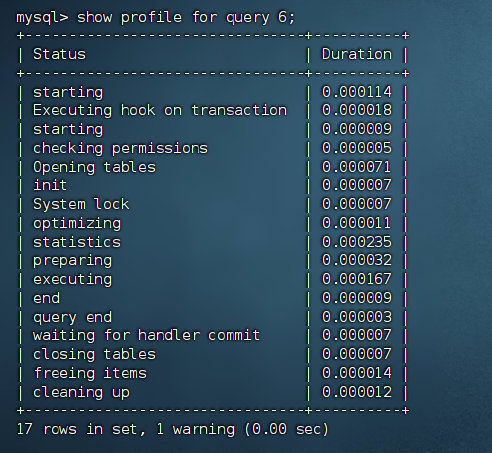 mysql> show profile for query 6;
+--------------------------------+----------+
| Status                         | Duration |
+--------------------------------+----------+
| starting                       | 0.000114 |
| Executing hook on transaction  | 0.000018 |
| starting                       | 0.000009 |
| checking permissions           | 0.000005 |
| Opening tables                 | 0.000071 |
| init                           | 0.000007 |
| System lock                    | 0.000007 |
| optimizing                     | 0.000011 |
| statistics                     | 0.000235 |
| preparing                      | 0.000032 |
| executing                      | 0.000167 |
| end                            | 0.000009 |
| query end                      | 0.000003 |
| waiting for handler commit     | 0.000007 |
| closing tables                 | 0.000007 |
| freeing items                  | 0.000014 |
| cleaning up                    | 0.000012 |
+--------------------------------+----------+
17 rows in set, 1 warning (0.00 sec)